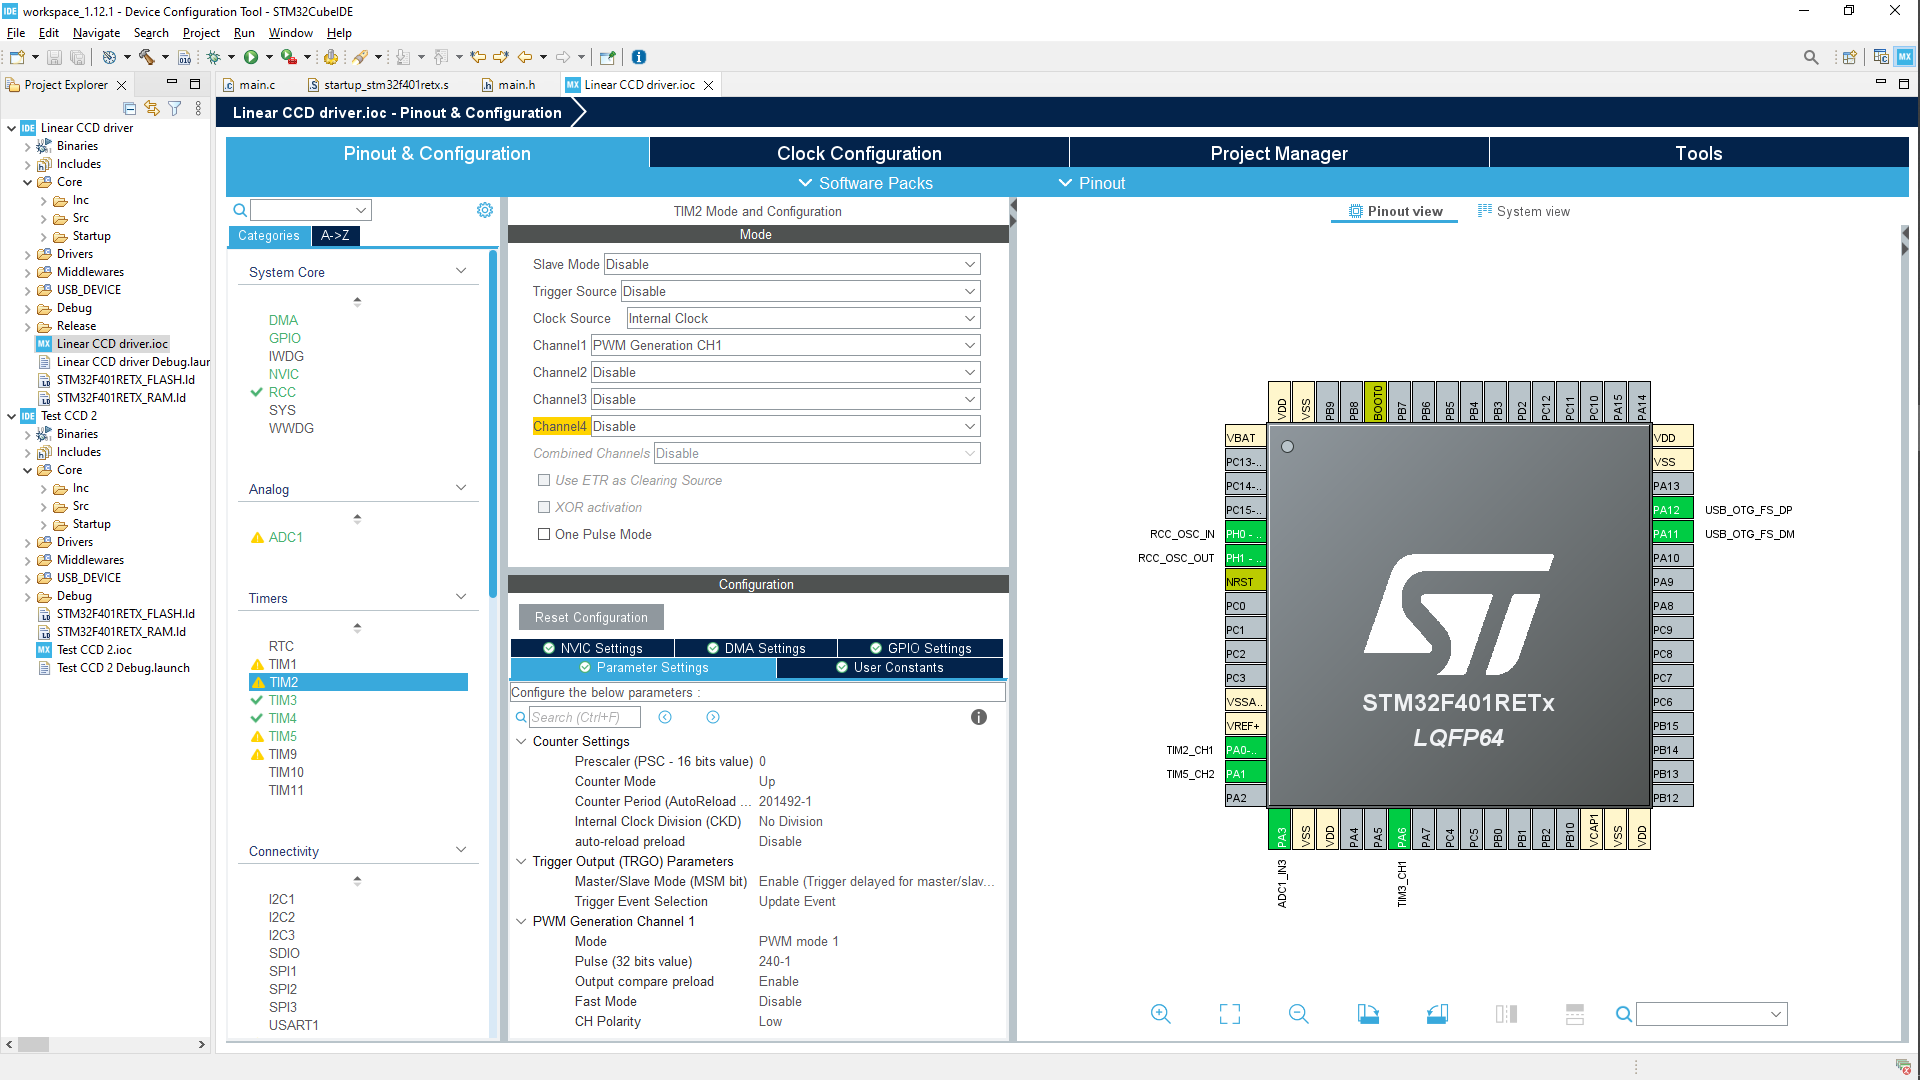 IDE workspace_1.12.1 - Device Configuration Tool - STM32CubeIDE
File Edit Navigate Search Project Run Window Help
Project Explorer
main.c
startup_stm32f401retx.s
main.h
MX Linear CCD driver.ioc
Linear CCD driver.ioc - Pinout & Configuration
IDE Linear CCD driver
Binaries
Includes
Core
Inc
Src
Startup
Drivers
Middlewares
USB_DEVICE
Debug
Release
MX Linear CCD driver.ioc
Linear CCD driver Debug.laur
STM32F401RETX_FLASH.ld
STM32F401RETX_RAM.ld
IDE Test CCD 2
Binaries
Includes
Core
Inc
Src
Startup
Drivers
Middlewares
USB_DEVICE
Debug
STM32F401RETX_FLASH.ld
STM32F401RETX_RAM.ld
MX Test CCD 2.ioc
Test CCD 2 Debug.launch
Pinout & Configuration
Clock Configuration
Project Manager
Tools
Software Packs
Pinout
Categories A->Z
System Core
DMA
GPIO
IWDG
NVIC
RCC
SYS
WWDG
Analog
ADC1
Timers
RTC
TIM1
TIM2
TIM3
TIM4
TIM5
TIM9
TIM10
TIM11
Connectivity
I2C1
I2C2
I2C3
SDIO
SPI1
SPI2
SPI3
USART1
TIM2 Mode and Configuration
Mode
Slave Mode Disable
Trigger Source Disable
Clock Source Internal Clock
Channel1 PWM Generation CH1
Channel2 Disable
Channel3 Disable
Channel4 Disable
Combined Channels Disable
Use ETR as Clearing Source
XOR activation
One Pulse Mode
Configuration
Reset Configuration
NVIC Settings
DMA Settings
GPIO Settings
Parameter Settings
User Constants
Configure the below parameters :
Search (Ctrl+F)
Counter Settings
Prescaler (PSC - 16 bits value) 0
Counter Mode Up
Counter Period (AutoReload ... 201492-1
Internal Clock Division (CKD) No Division
auto-reload preload Disable
Trigger Output (TRGO) Parameters
Master/Slave Mode (MSM bit) Enable (Trigger delayed for master/slav...
Trigger Event Selection Update Event
PWM Generation Channel 1
Mode PWM mode 1
Pulse (32 bits value) 240-1
Output compare preload Enable
Fast Mode Disable
CH Polarity Low
Pinout view
System view
VDD VSS PB9 PB8 BOOT0 PB7 PB6 PB5 PB4 PB3 PD2 PC12 PC11 PC10 PA15 PA14
VBAT
PC13-..
PC14-..
PC15-..
RCC_OSC_IN PH0 - ..
RCC_OSC_OUT PH1 - ..
NRST
PC0
PC1
PC2
PC3
VSSA..
VREF+
TIM2_CH1 PA0-..
TIM5_CH2 PA1
PA2
STM32F401RETx
LQFP64
VDD
VSS
PA13
PA12 USB_OTG_FS_DP
PA11 USB_OTG_FS_DM
PA10
PA9
PA8
PC9
PC8
PC7
PC6
PB15
PB14
PB13
PB12
PA3 VSS VDD PA4 PA5 PA6 PA7 PC4 PC5 PB0 PB1 PB2 PB10 VCAP1 VSS VDD
ADC1_IN3
TIM3_CH1